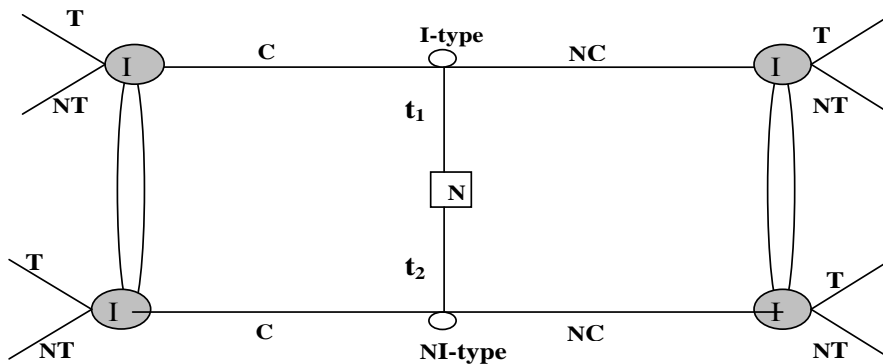 T I-type T
I C NC I
NT t₁ NT
N
T t₂ T
I C NC I
NT NI-type NT